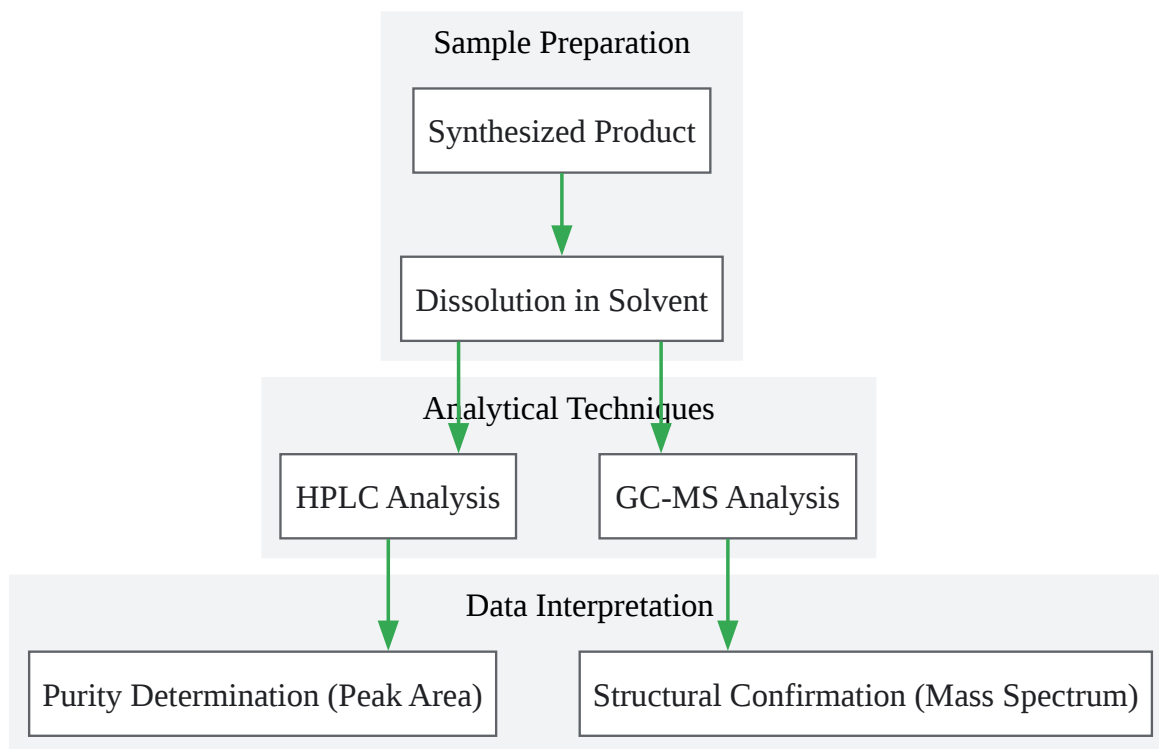 Sample Preparation
Synthesized Product
Dissolution in Solvent
Analytical Techniques
HPLC Analysis
GC-MS Analysis
Data Interpretation
Purity Determination (Peak Area)
Structural Confirmation (Mass Spectrum)